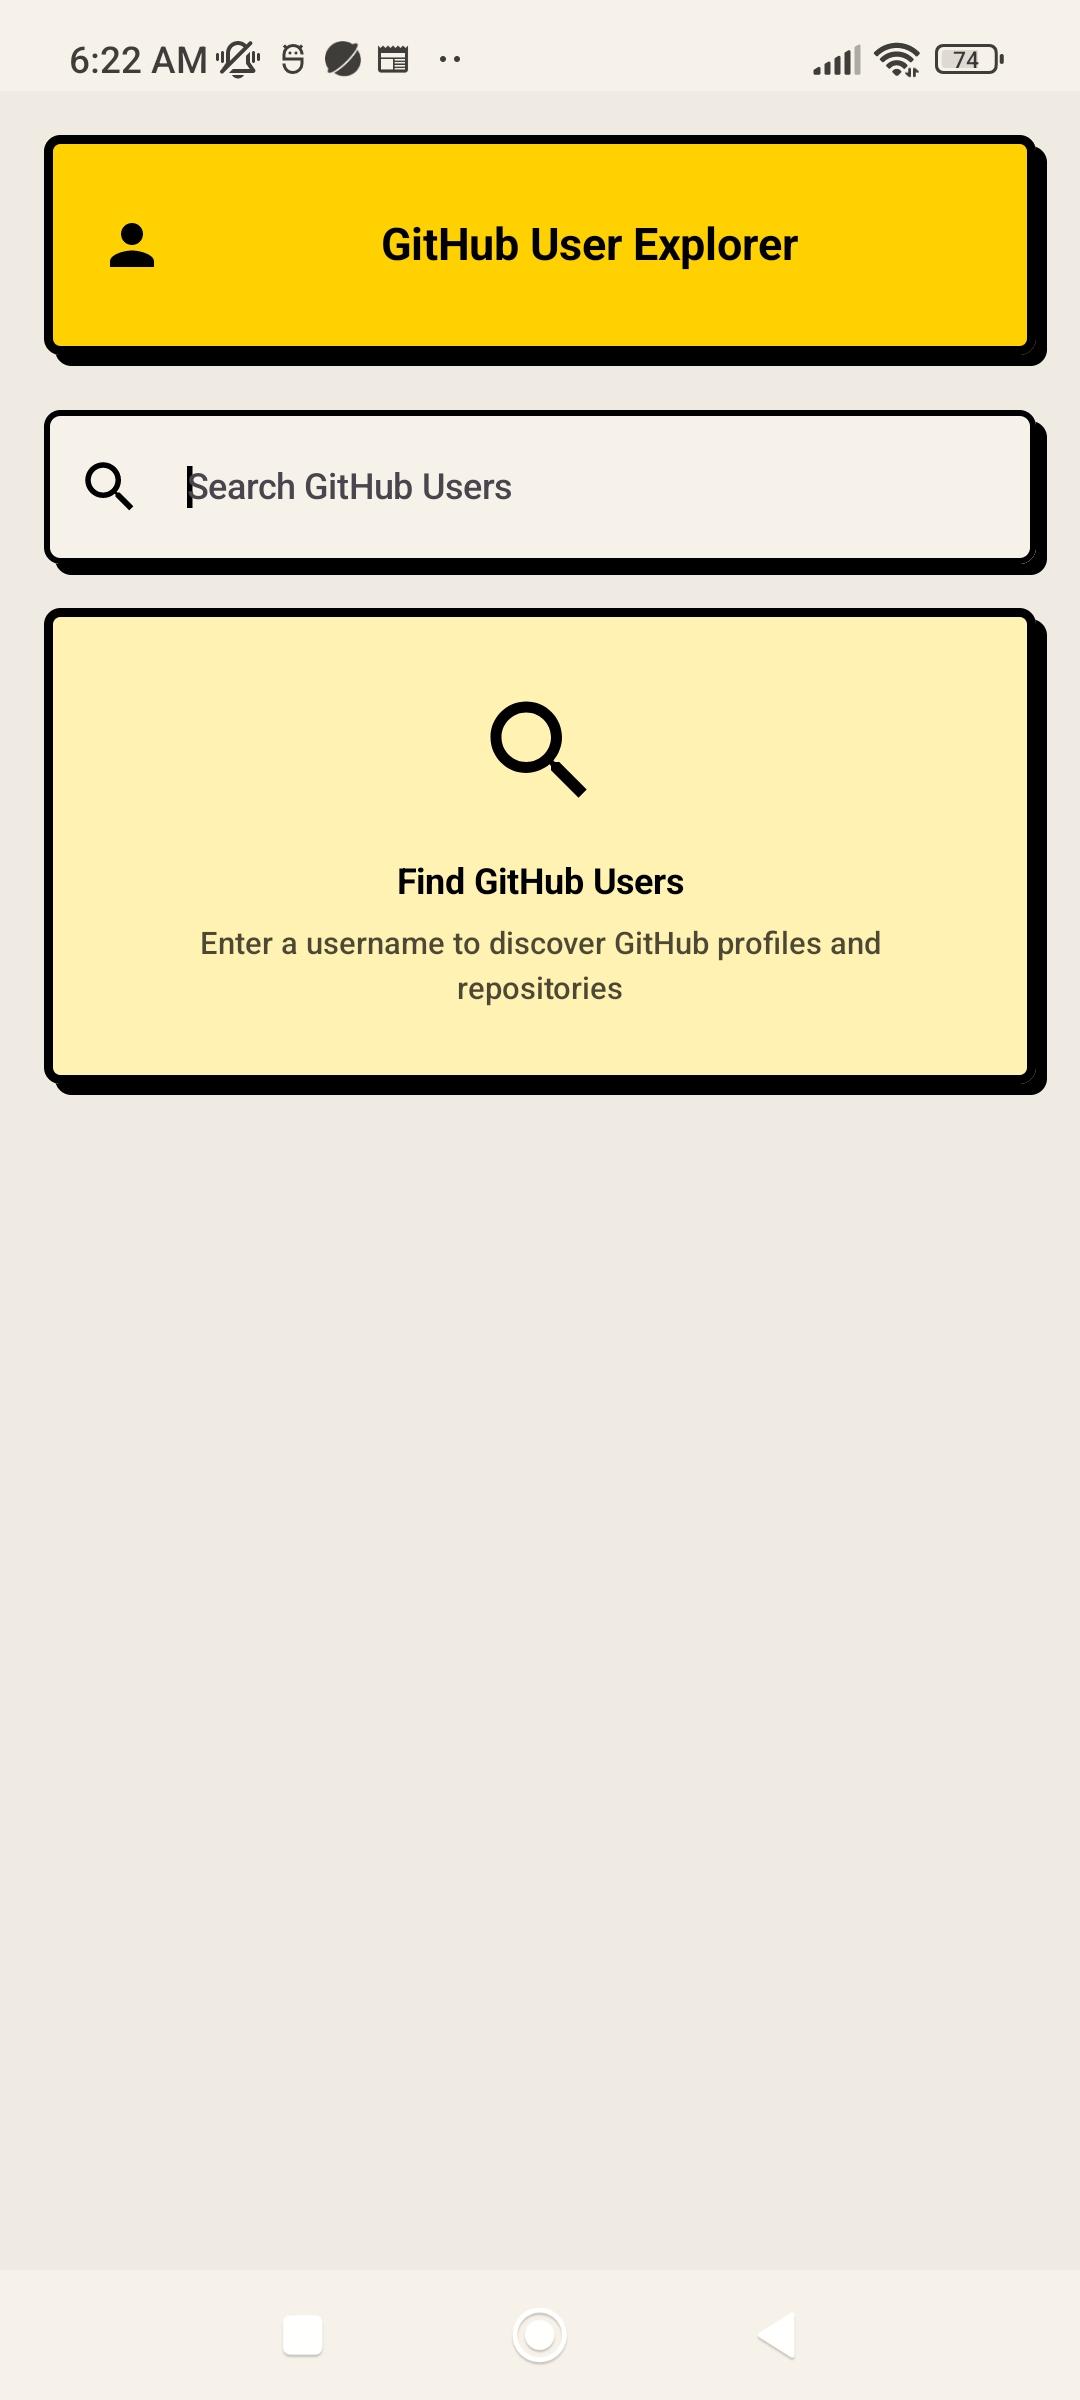 6:22 AM
74
GitHub User Explorer
Search GitHub Users
Find GitHub Users
Enter a username to discover GitHub profiles and
repositories